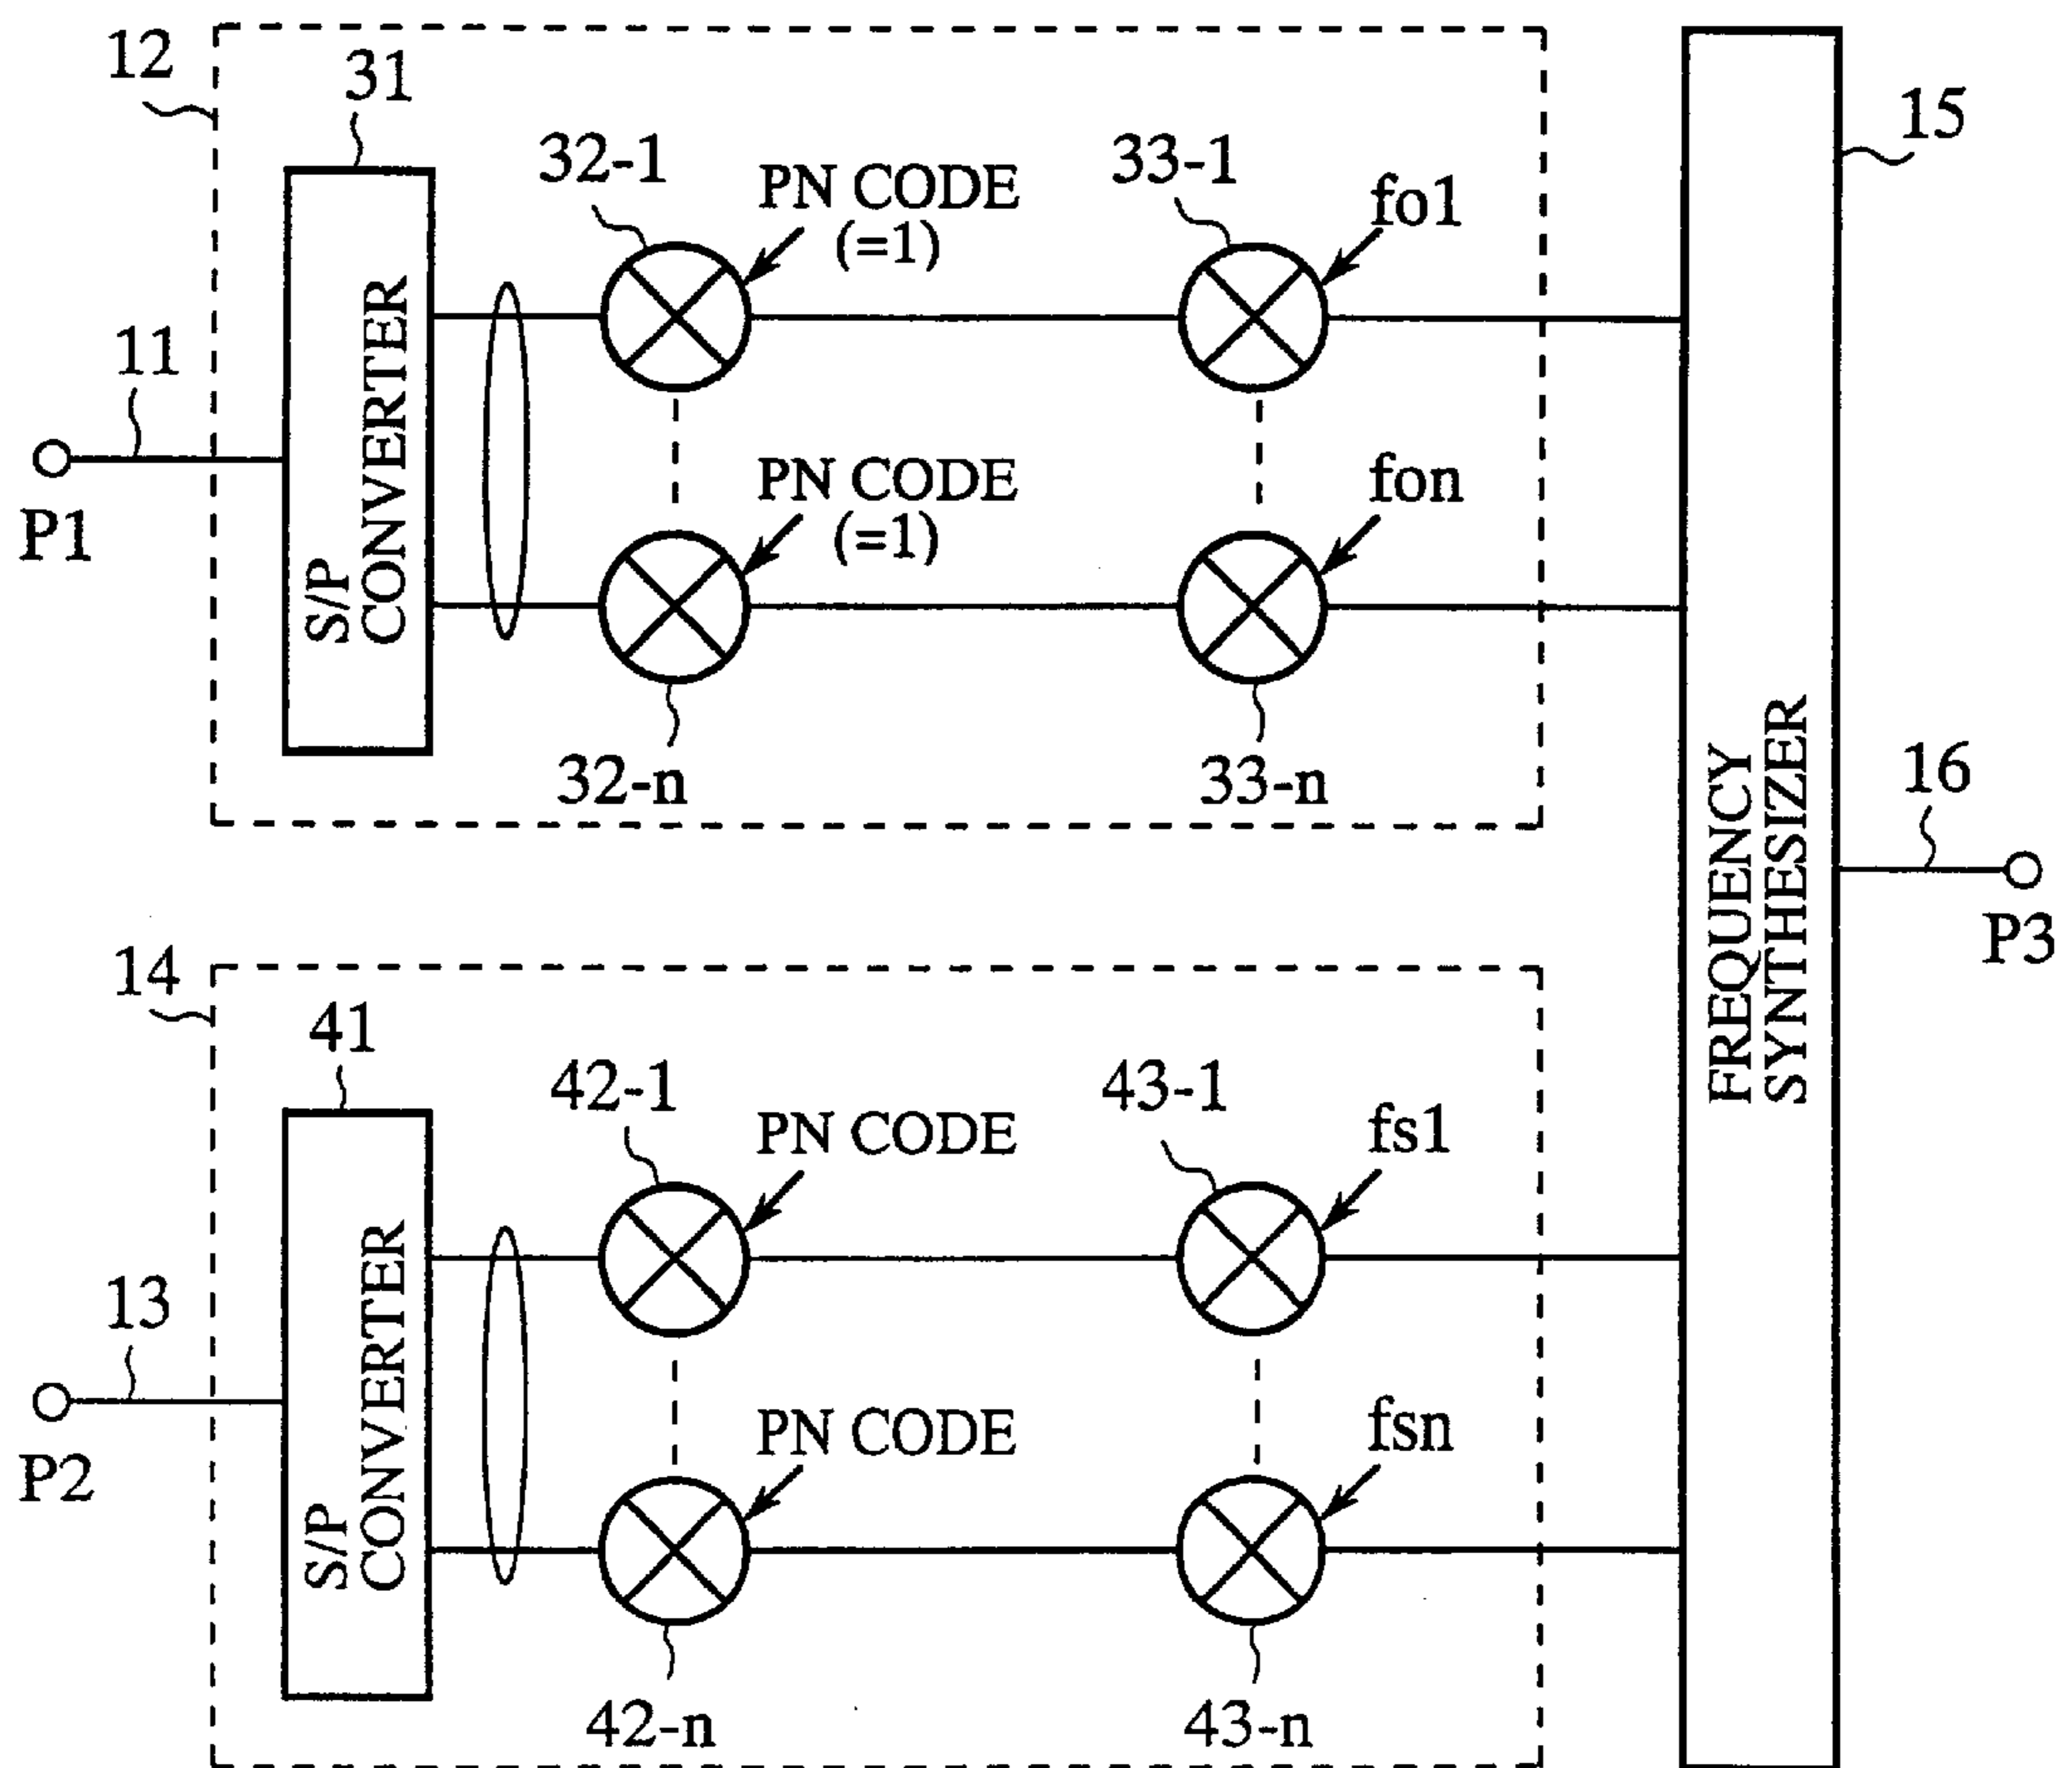 12
31
32-1
PN CODE
(=1)
33-1
fo1
15
11
P1
S/P
CONVERTER
PN CODE
(=1)
fon
32-n
33-n
FREQUENCY
SYNTHESIZER
16
P3
14
41
42-1
PN CODE
43-1
fs1
13
P2
S/P
CONVERTER
PN CODE
fsn
42-n
43-n